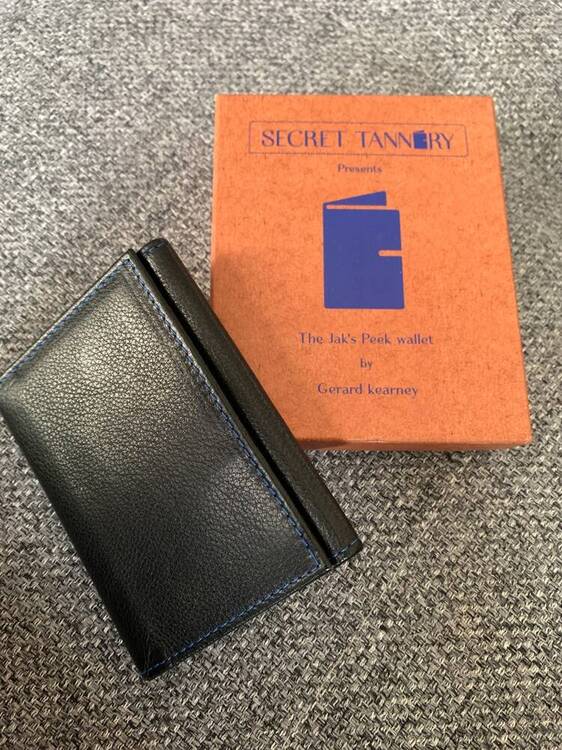 SECRET TANNERY
Presents
The Jak's Peek wallet
by
Gerard kearney